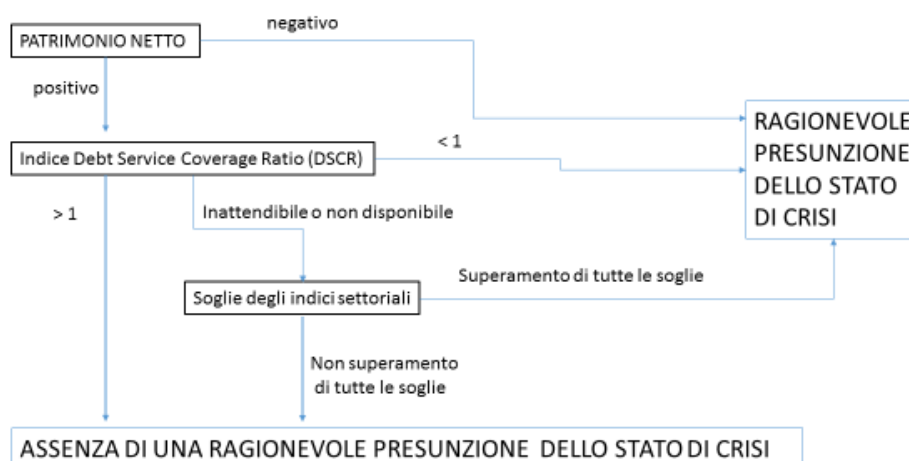 negativo
PATRIMONIO NETTO
positivo
RAGIONEVOLE
PRESUNZIONE
DELLO STATO
DI CRISI
< 1
Indice Debt Service Coverage Ratio (DSCR)
> 1
Inattendibile o non disponibile
Superamento di tutte le soglie
Soglie degli indici settoriali
Non superamento
di tutte le soglie
ASSENZA DI UNA RAGIONEVOLE PRESUNZIONE DELLO STATO DI CRISI